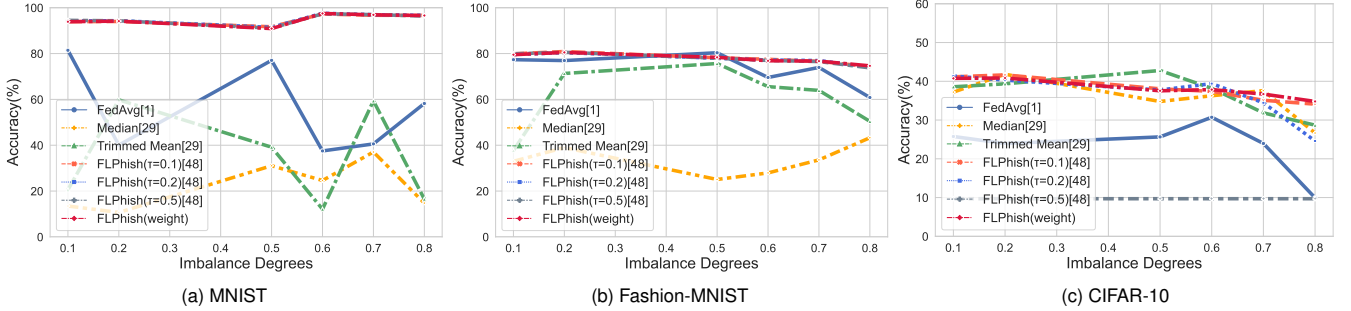 100
80
60
40
20
0
Accuracy(%)
FedAvg[1]
Median[29]
Trimmed Mean[29]
FLPhish(τ=0.1)[48]
FLPhish(τ=0.2)[48]
FLPhish(τ=0.5)[48]
FLPhish(weight)
0.1 0.2 0.3 0.4 0.5 0.6 0.7 0.8
Imbalance Degrees
(a) MNIST
100
80
60
40
20
0
Accuracy(%)
FedAvg[1]
Median[29]
Trimmed Mean[29]
FLPhish(τ=0.1)[48]
FLPhish(τ=0.2)[48]
FLPhish(τ=0.5)[48]
FLPhish(weight)
0.1 0.2 0.3 0.4 0.5 0.6 0.7 0.8
Imbalance Degrees
(b) Fashion-MNIST
60
50
40
30
20
10
0
Accuracy(%)
FedAvg[1]
Median[29]
Trimmed Mean[29]
FLPhish(τ=0.1)[48]
FLPhish(τ=0.2)[48]
FLPhish(τ=0.5)[48]
FLPhish(weight)
0.1 0.2 0.3 0.4 0.5 0.6 0.7 0.8
Imbalance Degrees
(c) CIFAR-10